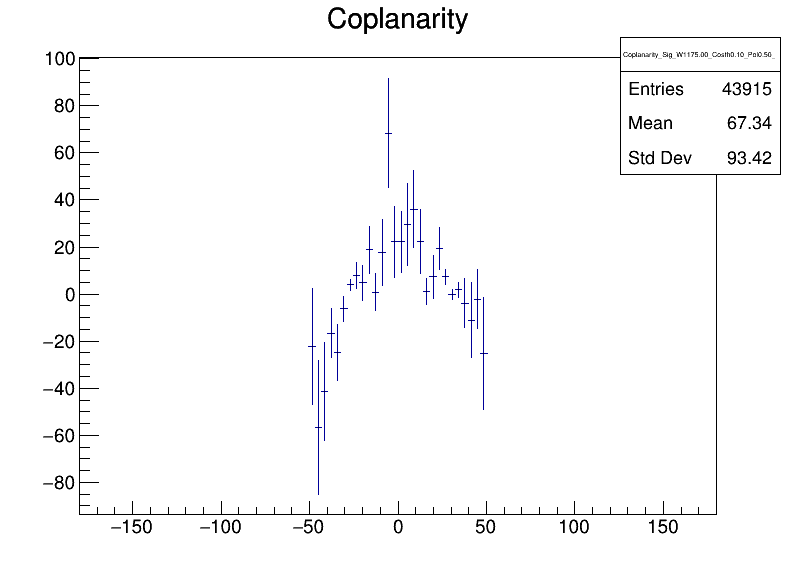 Coplanarity
Coplanarity_Sig_W1175.00_Costh0.10_Pol0.50_
Entries 43915
Mean 67.34
Std Dev 93.42
100
80
60
40
20
0
−20
−40
−60
−80
−150 −100 −50 0 50 100 150